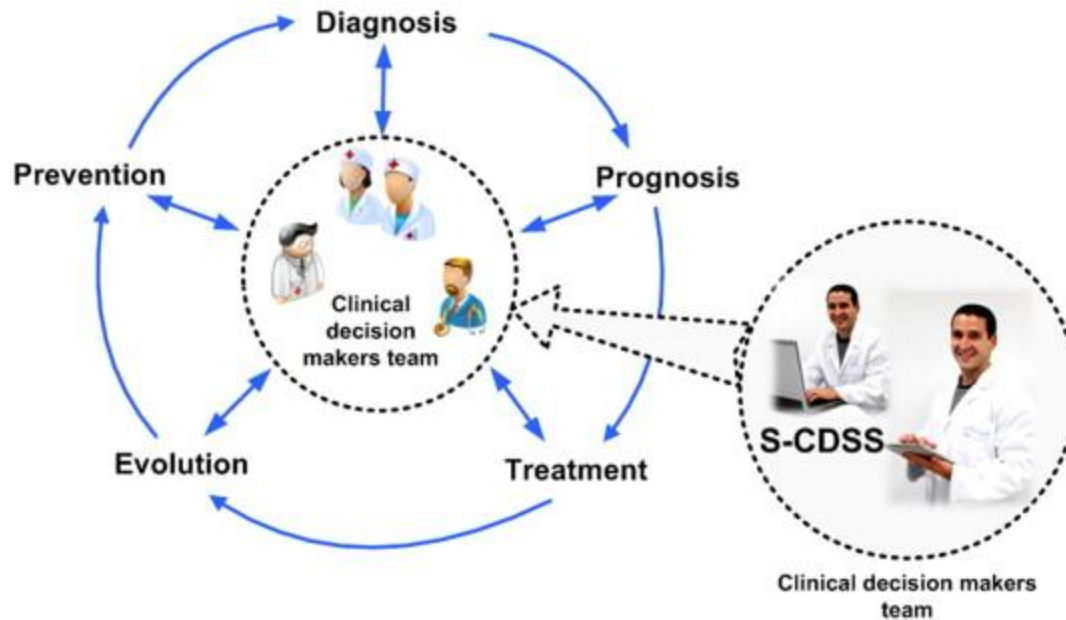 Diagnosis
Prevention
Prognosis
Clinical
decision
makers team
Evolution
Treatment
S-CDSS
Clinical decision makers
team